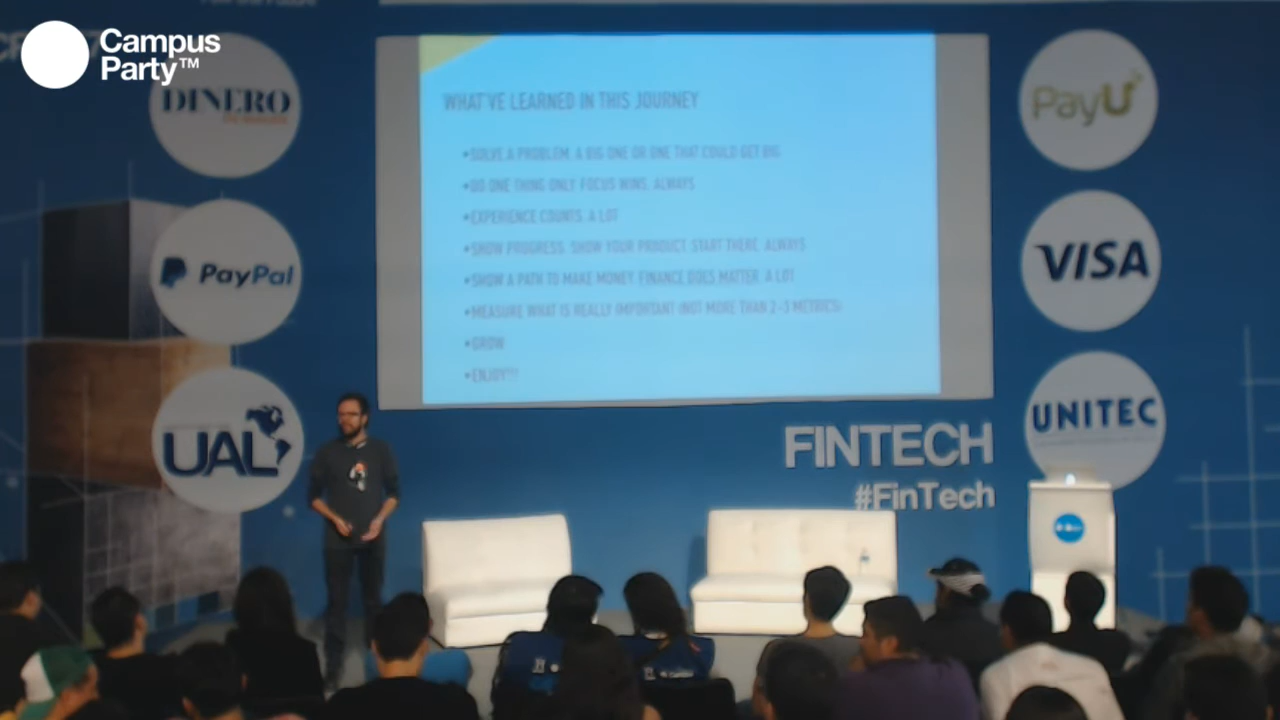 Campus
Party™
DINERO
PayPal
UAL
WHAT'VE LEARNED IN THIS JOURNEY
•SOLVE A PROBLEM. A BIG ONE OR ONE THAT COULD GET BIG
•DO ONE THING ONLY. FOCUS WINS. ALWAYS
•EXPERIENCE COUNTS. A LOT
•SHOW PROGRESS. SHOW YOUR PRODUCT. START THERE. ALWAYS
•SHOW A PATH TO MAKE MONEY. FINANCE DOES MATTER. A LOT
•MEASURE WHAT IS REALLY IMPORTANT (NOT MORE THAN 2-3 METRICS)
•GROW
•ENJOY!!!
PayU
VISA
UNITEC
FINTECH
#FinTech